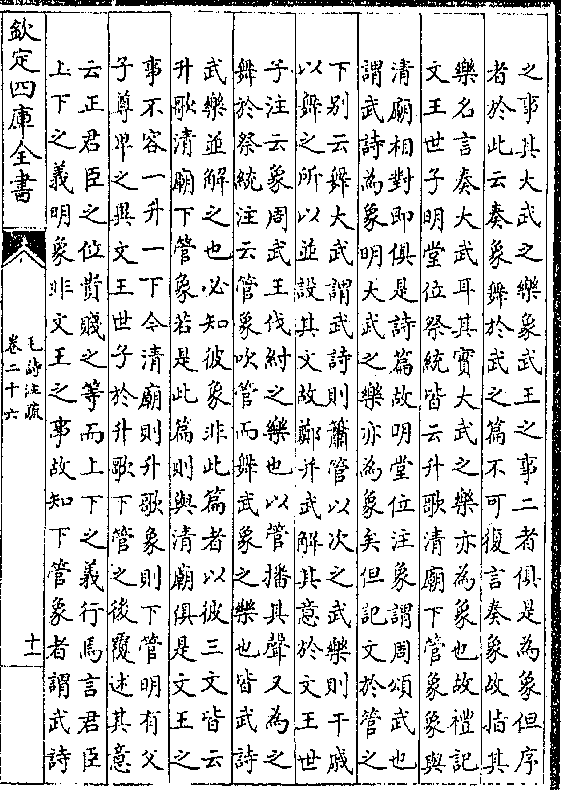 之事其大武之樂象武王之事二者俱是為象但序
者於此云奏象舞於武之篇不可復言奏象故指其
樂名言奏大武耳其實大武之樂亦為象也故禮記
文王世子明堂位祭統皆云升歌清廟下管象象與
清廟相對即俱是詩篇故明堂位注象謂周頌武也
謂武詩為象明大武之樂亦為象矣但記文於管之
下别云舞大武謂武詩則簫管以次之武樂則干戚
以舞之所以並設其文故鄭并武解其意於文王世
子注云象周武王伐紂之樂也以管播其聲又為之
舞於祭統注云管象吹管而舞武象之樂也皆武詩
武樂並解之也必知彼象非此篇者以彼三文皆云
升歌清廟下管象若是此篇則與清廟俱是文王之
事不容一升一下今清廟則升歌象則下管明有父
子尊卑之異文王世子於升歌下管之後覆述其意
云正君臣之位貴賤之等而上下之義行焉言君臣
上下之義明象非文王之事故知下管象者謂武詩
欽定四庫全書
毛詩注疏
卷二十六
十一